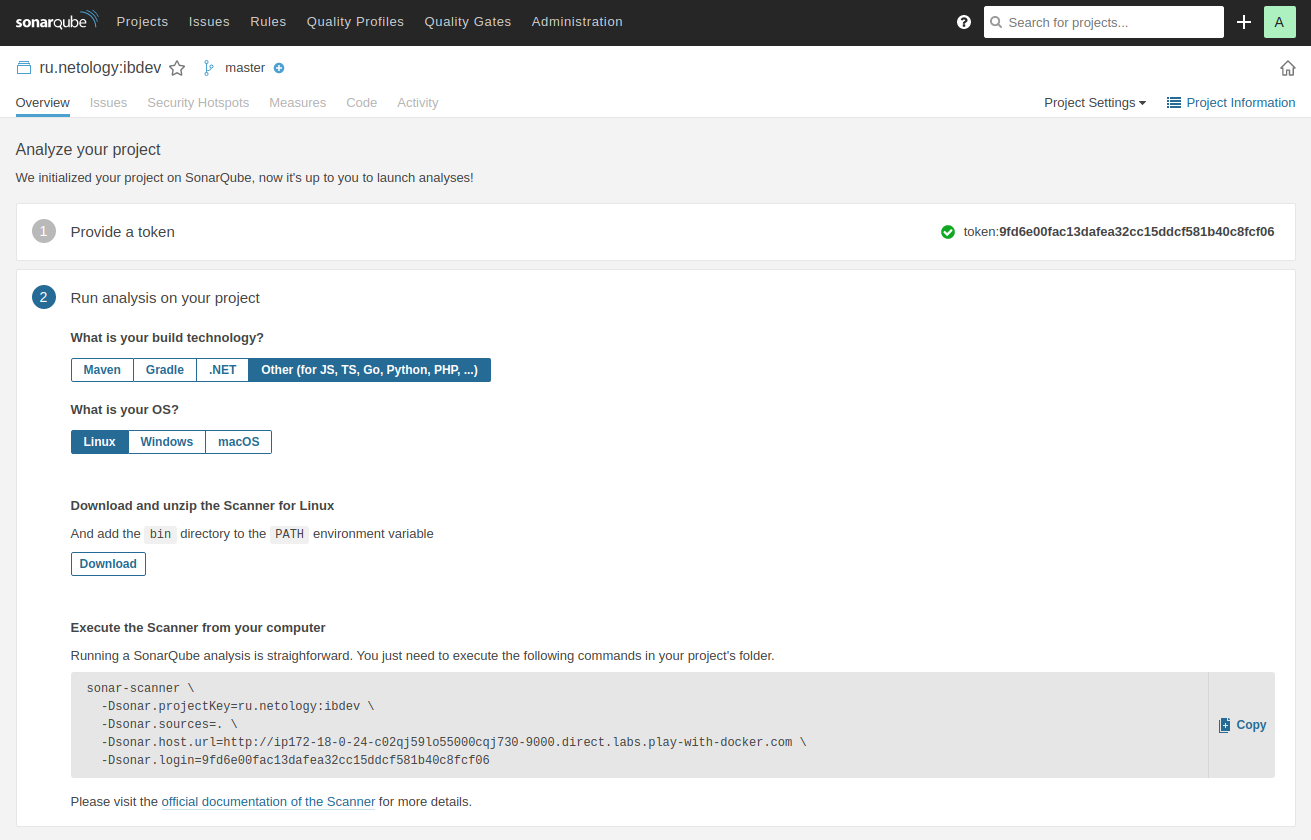 sonarqube Projects Issues Rules Quality Profiles Quality Gates Administration ? Search for projects... A
ru.netology:ibdev master
Overview Issues Security Hotspots Measures Code Activity Project Settings Project Information
Analyze your project
We initialized your project on SonarQube, now it's up to you to launch analyses!
1 Provide a token token:9fd6e00fac13dafea32cc15ddcf581b40c8fcf06
2 Run analysis on your project
What is your build technology?
Maven Gradle .NET Other (for JS, TS, Go, Python, PHP, ...)
What is your OS?
Linux Windows macOS
Download and unzip the Scanner for Linux
And add the bin directory to the PATH environment variable
Download
Execute the Scanner from your computer
Running a SonarQube analysis is straighforward. You just need to execute the following commands in your project's folder.
sonar-scanner \
-Dsonar.projectKey=ru.netology:ibdev \
-Dsonar.sources=. \
-Dsonar.host.url=http://ip172-18-0-24-c02qj59lo55000cqj730-9000.direct.labs.play-with-docker.com \
-Dsonar.login=9fd6e00fac13dafea32cc15ddcf581b40c8fcf06
Copy
Please visit the official documentation of the Scanner for more details.